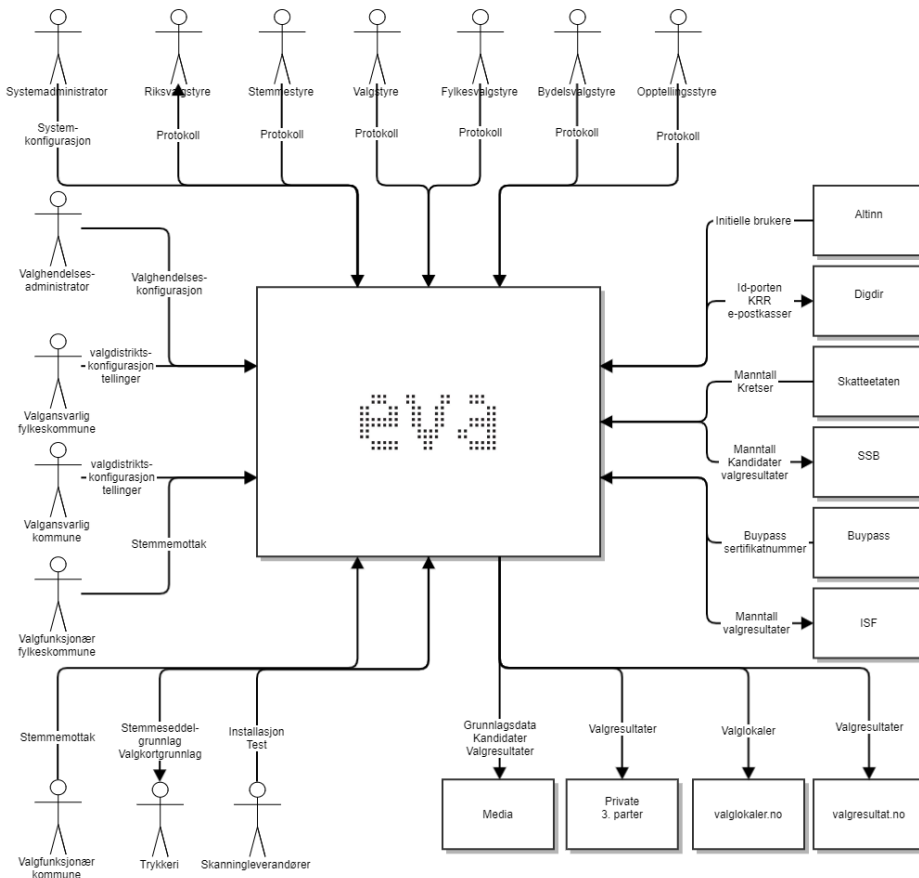 Systemadministrator
Riksvalgstyre
Stemmestyre
Valgstyre
Fylkesvalgstyre
Bydelsvalgstyre
Opptellingsstyre
System-
konfigurasjon
Protokoll
Protokoll
Protokoll
Protokoll
Protokoll
Protokoll
Valghendelses-
administrator
Valghendelses-
konfigurasjon
Initielle brukere
Altinn
Id-porten
KRR
e-postkasser
Digdir
valgdistrikts-
konfigurasjon
tellinger
Valgansvarlig
fylkeskommune
eva
Manntall
Kretser
Skatteetaten
Manntall
Kandidater
valgresultater
SSB
valgdistrikts-
konfigurasjon
tellinger
Valgansvarlig
kommune
Stemmemottak
Buypass
sertifikatnummer
Buypass
Valgfunksjonær
fylkeskommune
Manntall
valgresultater
ISF
Stemmemottak
Stemmeseddel-
grunnlag
Valgkortgrunnlag
Installasjon
Test
Grunnlagsdata
Kandidater
Valgresultater
Valgresultater
Valglokaler
Valgresultater
Valgfunksjonær
kommune
Trykkeri
Skanningleverandører
Media
Private
3. parter
valglokaler.no
valgresultat.no